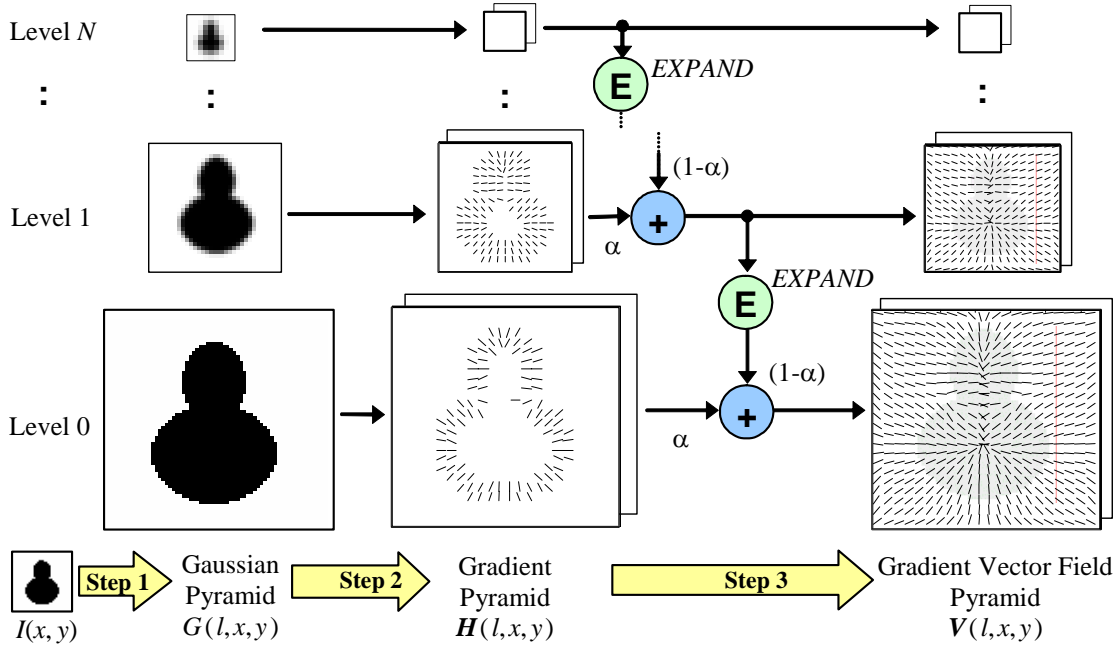 Level N
E
EXPAND
:
:
:
:
(1-α)
Level 1
α
+
E
EXPAND
(1-α)
Level 0
α
+
Step 1
Gaussian
Pyramid
G(l,x,y)
Step 2
Gradient
Pyramid
H(l,x,y)
Step 3
Gradient Vector Field
Pyramid
V(l,x,y)
I(x, y)